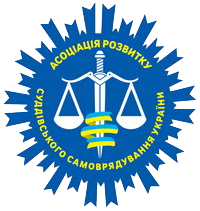 АСОЦІАЦІЯ РОЗВИТКУ
СУДДІВСЬКОГО САМОВРЯДУВАННЯ УКРАЇНИ